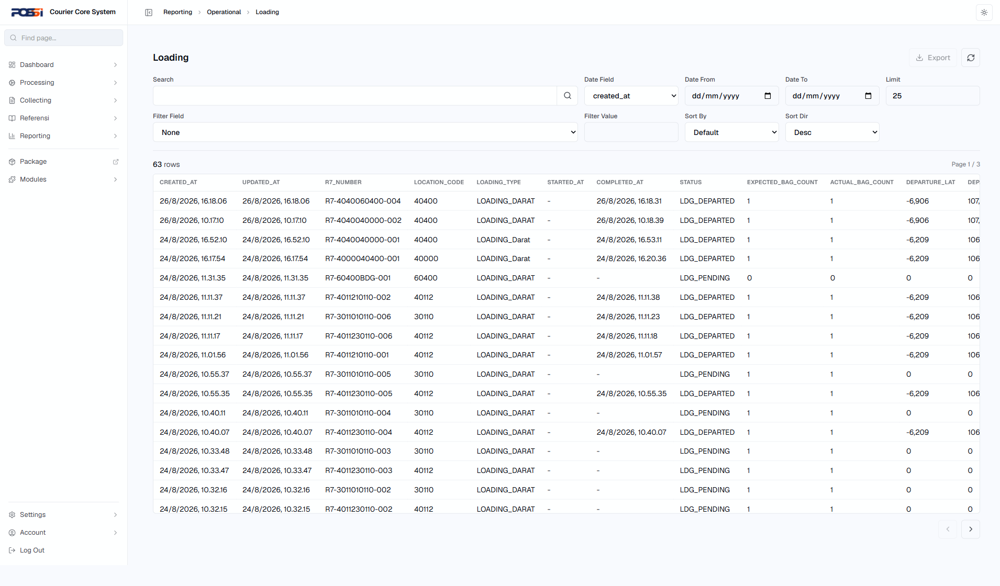 POSSi Courier Core System
Reporting > Operational > Loading
Find page...
Dashboard
Processing
Collecting
Referensi
Reporting
Package
Modules
Settings
Account
Log Out
Loading
Export
Search
Date Field
Date From
Date To
Limit
created_at
dd/mm/yyyy
dd/mm/yyyy
25
Filter Field
Filter Value
Sort By
Sort Dir
None
Default
Desc
63 rows
Page 1 / 3
CREATED_AT UPDATED_AT R7_NUMBER LOCATION_CODE LOADING_TYPE STARTED_AT COMPLETED_AT STATUS EXPECTED_BAG_COUNT ACTUAL_BAG_COUNT DEPARTURE_LAT DEP
26/8/2026, 16.18.06 26/8/2026, 16.18.06 R7-4040060400-004 40400 LOADING_DARAT - 26/8/2026, 16.18.31 LDG_DEPARTED 1 1 -6,906 107,
26/8/2026, 10.17.10 26/8/2026, 10.17.10 R7-4040040000-002 40400 LOADING_DARAT - 26/8/2026, 10.18.39 LDG_DEPARTED 1 1 -6,906 107,
24/8/2026, 16.52.10 24/8/2026, 16.52.10 R7-4040040000-001 40400 LOADING_Darat - 24/8/2026, 16.53.11 LDG_DEPARTED 1 1 -6,209 106
24/8/2026, 16.17.54 24/8/2026, 16.17.54 R7-4000040400-001 40000 LOADING_Darat - 24/8/2026, 16.20.36 LDG_DEPARTED 1 1 -6,209 106
24/8/2026, 11.31.35 24/8/2026, 11.31.35 R7-60400BDG-001 60400 LOADING_DARAT - - LDG_PENDING 0 0 0 0
24/8/2026, 11.11.37 24/8/2026, 11.11.37 R7-4011210110-002 40112 LOADING_DARAT - 24/8/2026, 11.11.38 LDG_DEPARTED 1 1 -6,209 106
24/8/2026, 11.11.21 24/8/2026, 11.11.21 R7-3011010110-006 30110 LOADING_DARAT - 24/8/2026, 11.11.23 LDG_DEPARTED 1 1 -6,209 106
24/8/2026, 11.11.17 24/8/2026, 11.11.17 R7-4011230110-006 40112 LOADING_DARAT - 24/8/2026, 11.11.18 LDG_DEPARTED 1 1 -6,209 106
24/8/2026, 11.01.56 24/8/2026, 11.01.56 R7-4011210110-001 40112 LOADING_DARAT - 24/8/2026, 11.01.57 LDG_DEPARTED 1 1 -6,209 106
24/8/2026, 10.55.37 24/8/2026, 10.55.37 R7-3011010110-005 30110 LOADING_DARAT - - LDG_PENDING 1 1 0 0
24/8/2026, 10.55.35 24/8/2026, 10.55.35 R7-4011230110-005 40112 LOADING_DARAT - 24/8/2026, 10.55.35 LDG_DEPARTED 1 1 -6,209 106
24/8/2026, 10.40.11 24/8/2026, 10.40.11 R7-3011010110-004 30110 LOADING_DARAT - - LDG_PENDING 1 1 0 0
24/8/2026, 10.40.07 24/8/2026, 10.40.07 R7-4011230110-004 40112 LOADING_DARAT - 24/8/2026, 10.40.07 LDG_DEPARTED 1 1 -6,209 106
24/8/2026, 10.33.48 24/8/2026, 10.33.48 R7-3011010110-003 30110 LOADING_DARAT - - LDG_PENDING 1 1 0 0
24/8/2026, 10.33.47 24/8/2026, 10.33.47 R7-4011230110-003 40112 LOADING_DARAT - - LDG_PENDING 1 1 0 0
24/8/2026, 10.32.16 24/8/2026, 10.32.16 R7-3011010110-002 30110 LOADING_DARAT - - LDG_PENDING 1 1 0 0
24/8/2026, 10.32.15 24/8/2026, 10.32.15 R7-4011230110-002 40112 LOADING_DARAT - - LDG_PENDING 1 1 0 0